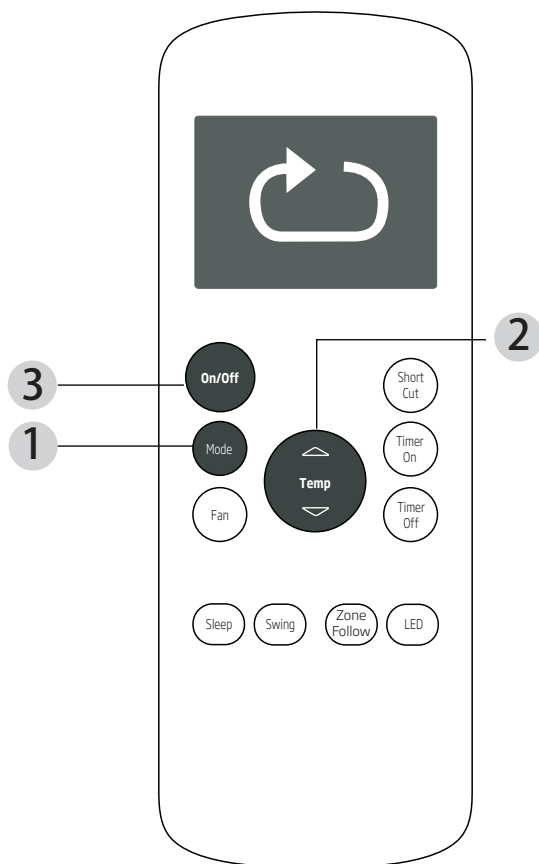 2
3
On/Off
Short
Cut
1
Mode
Timer
On
Temp
Fan
Timer
Off
Sleep
Swing
Zone
Follow
LED